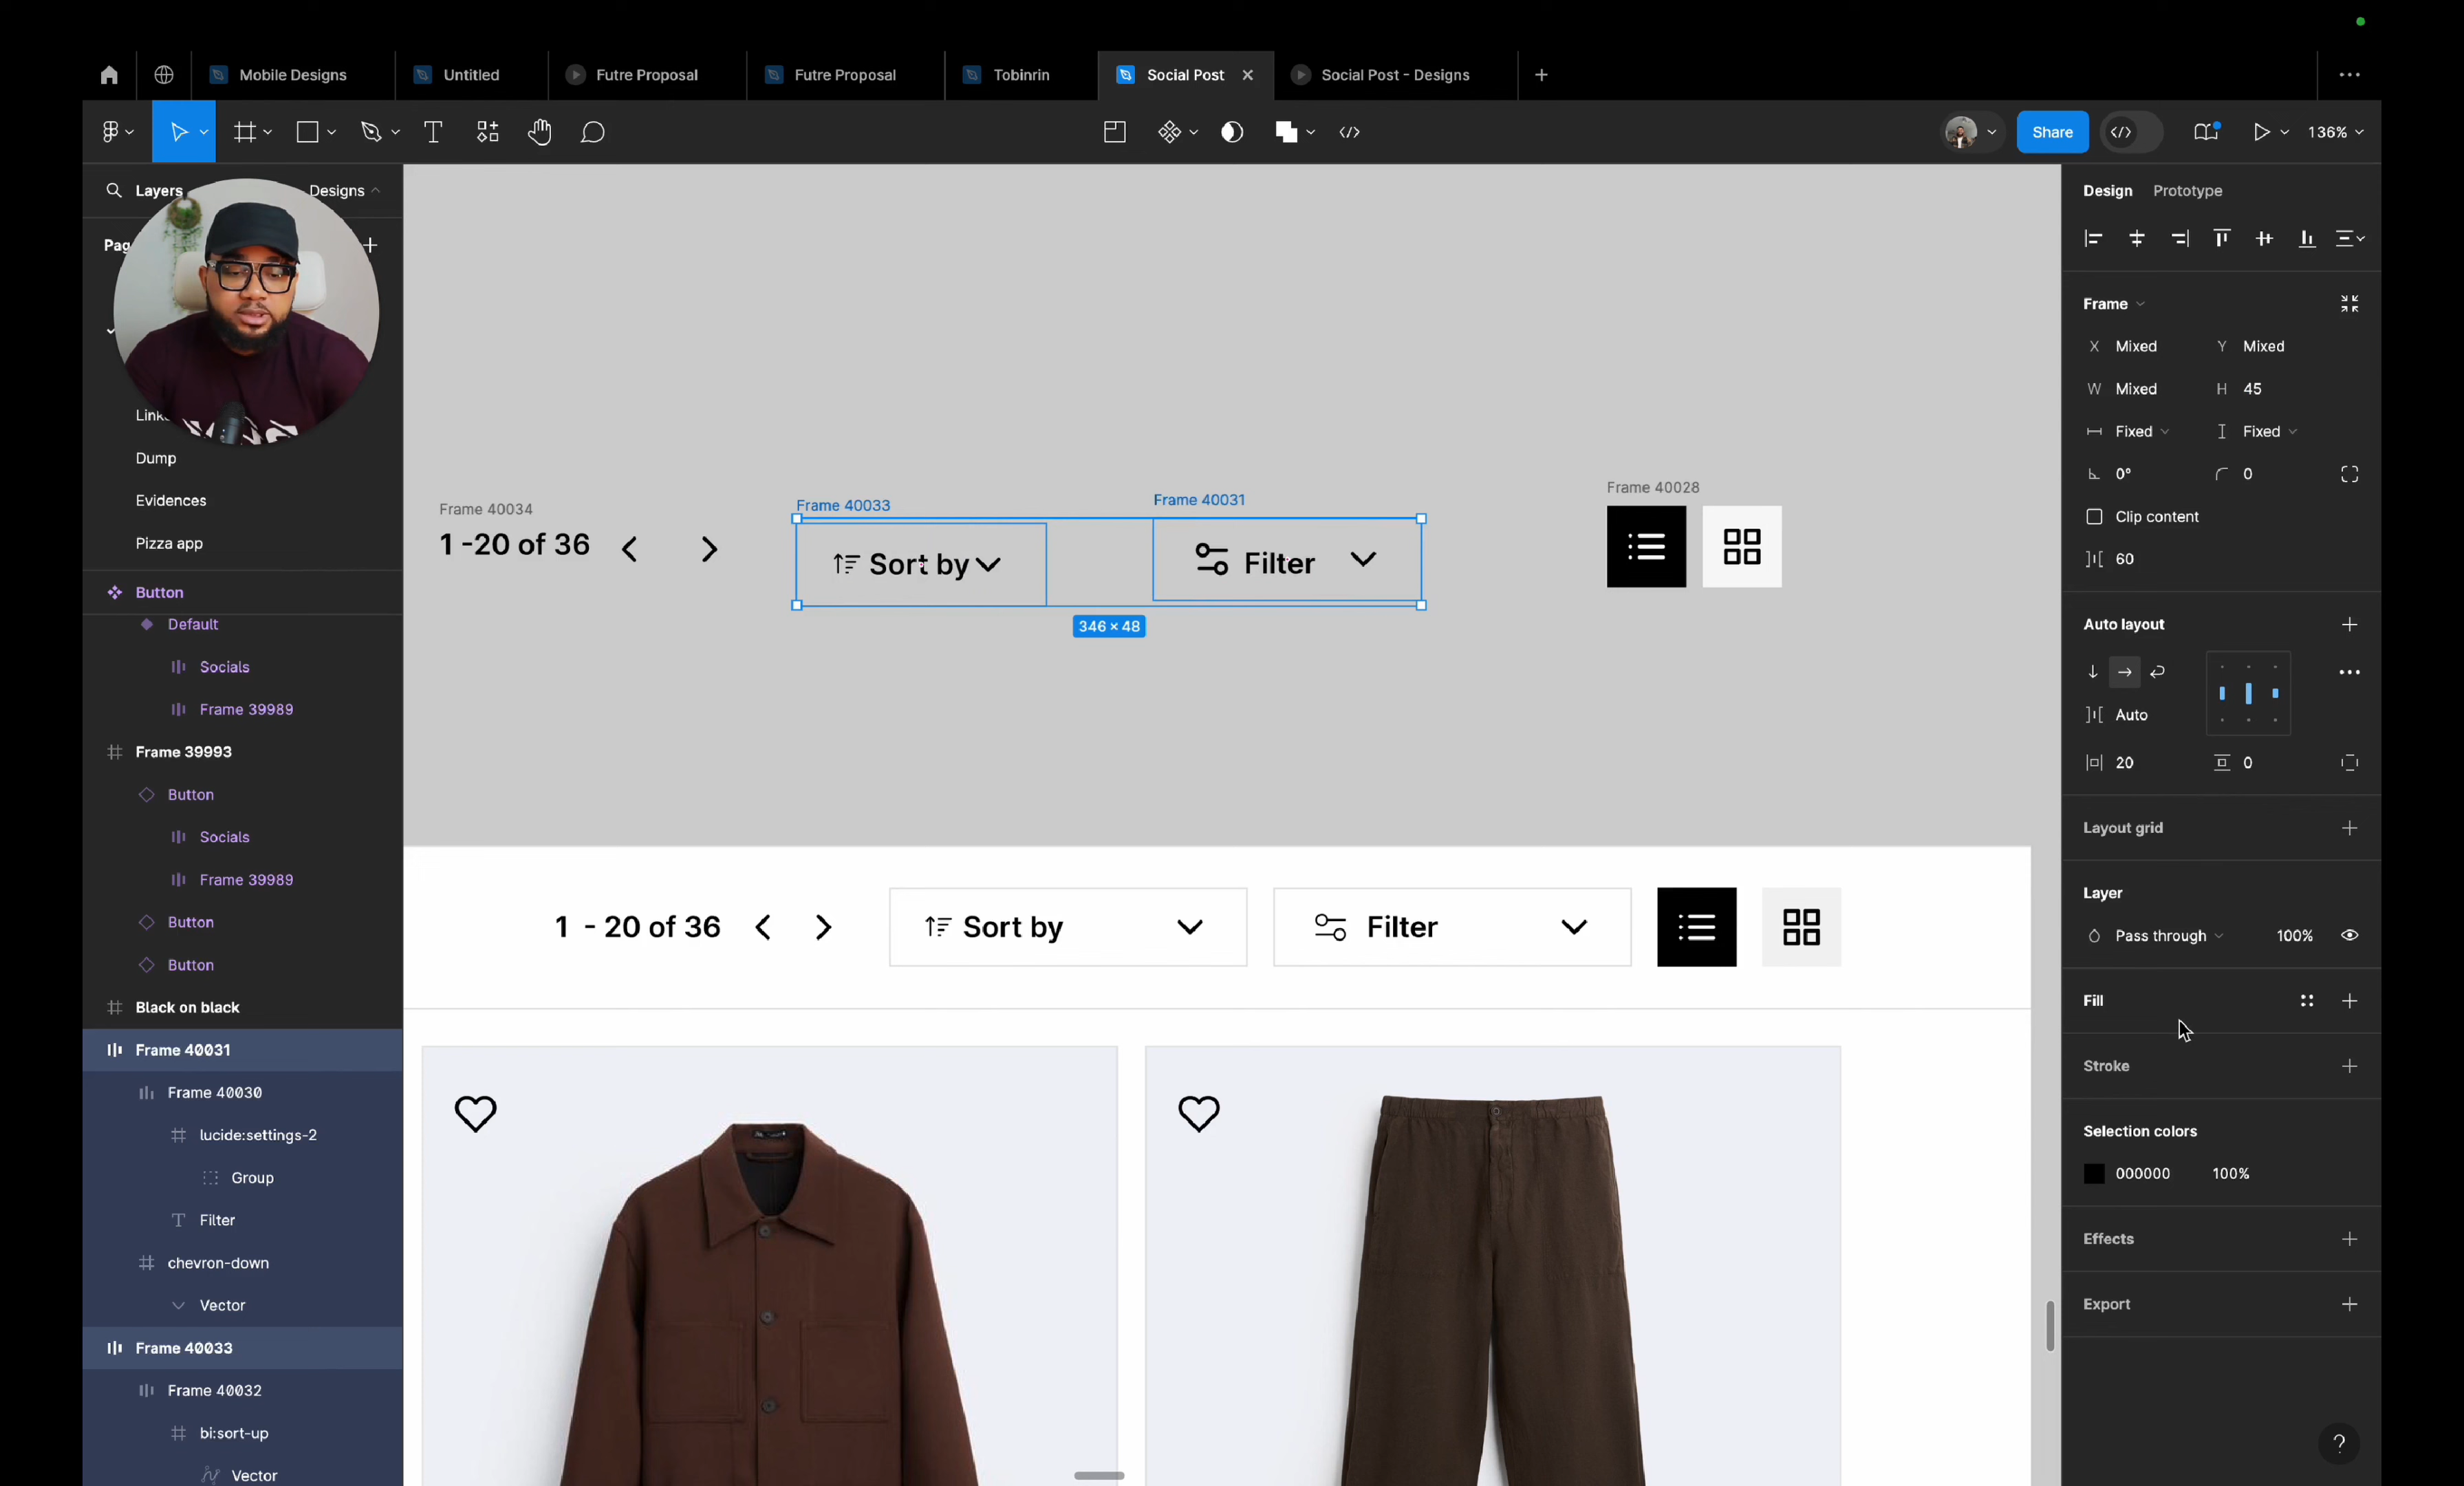 Mobile Designs
Untitled
Futre Proposal
Futre Proposal
Tobinrin
Social Post
Social Post - Designs
Share
136%
Layers
Designs
Pag
Link
Dump
Evidences
Pizza app
Button
Default
Socials
Frame 39989
Frame 39993
Button
Socials
Frame 39989
Button
Button
Black on black
Frame 40031
Frame 40030
lucide:settings-2
Group
Filter
chevron-down
Vector
Frame 40033
Frame 40032
bi:sort-up
Vector
Frame 40034
1 -20 of 36
Frame 40033
Sort by
Frame 40031
Filter
346 × 48
Frame 40028
1 - 20 of 36
Sort by
Filter
Design
Prototype
Frame
X Mixed
Y Mixed
W Mixed
H 45
Fixed
Fixed
0°
0
Clip content
60
Auto layout
Auto
20
0
Layout grid
Layer
Pass through
100%
Fill
Stroke
Selection colors
000000
100%
Effects
Export
?